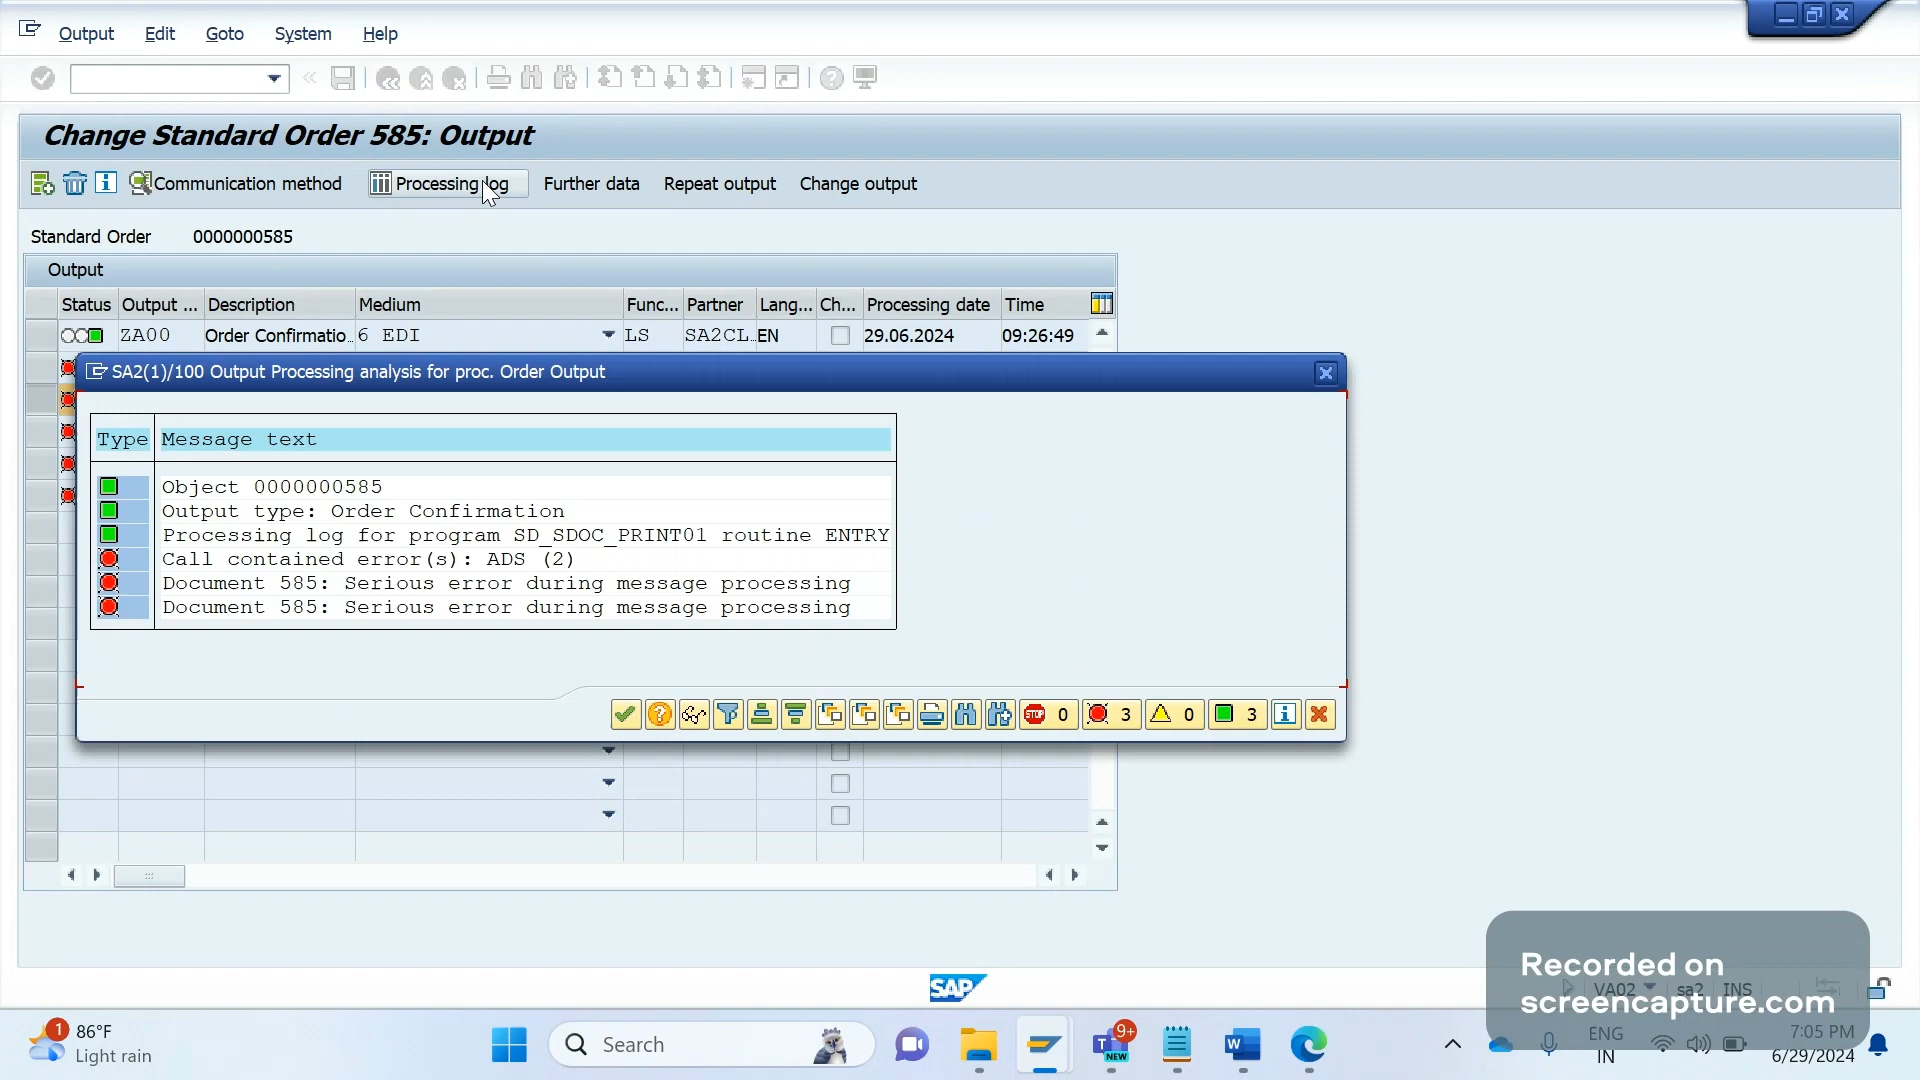 Output Edit Goto System Help
Change Standard Order 585: Output
Communication method Processing log Further data Repeat output Change output
Standard Order 0000000585
Output
Status Output ... Description Medium Func... Partner Lang... Ch... Processing date Time
ZA00 Order Confirmatio.. 6 EDI LS SA2CL.. EN 29.06.2024 09:26:49
SA2(1)/100 Output Processing analysis for proc. Order Output
Type Message text
Object 0000000585
Output type: Order Confirmation
Processing log for program SD_SDOC_PRINT01 routine ENTRY
Call contained error(s): ADS (2)
Document 585: Serious error during message processing
Document 585: Serious error during message processing
STOP 0 3 0 3
SAP
VA02 sa2 INS
Recorded on
screencapture.com
1 86°F
Light rain
Search
9+
NEW
ENG
IN
7:05 PM
6/29/2024